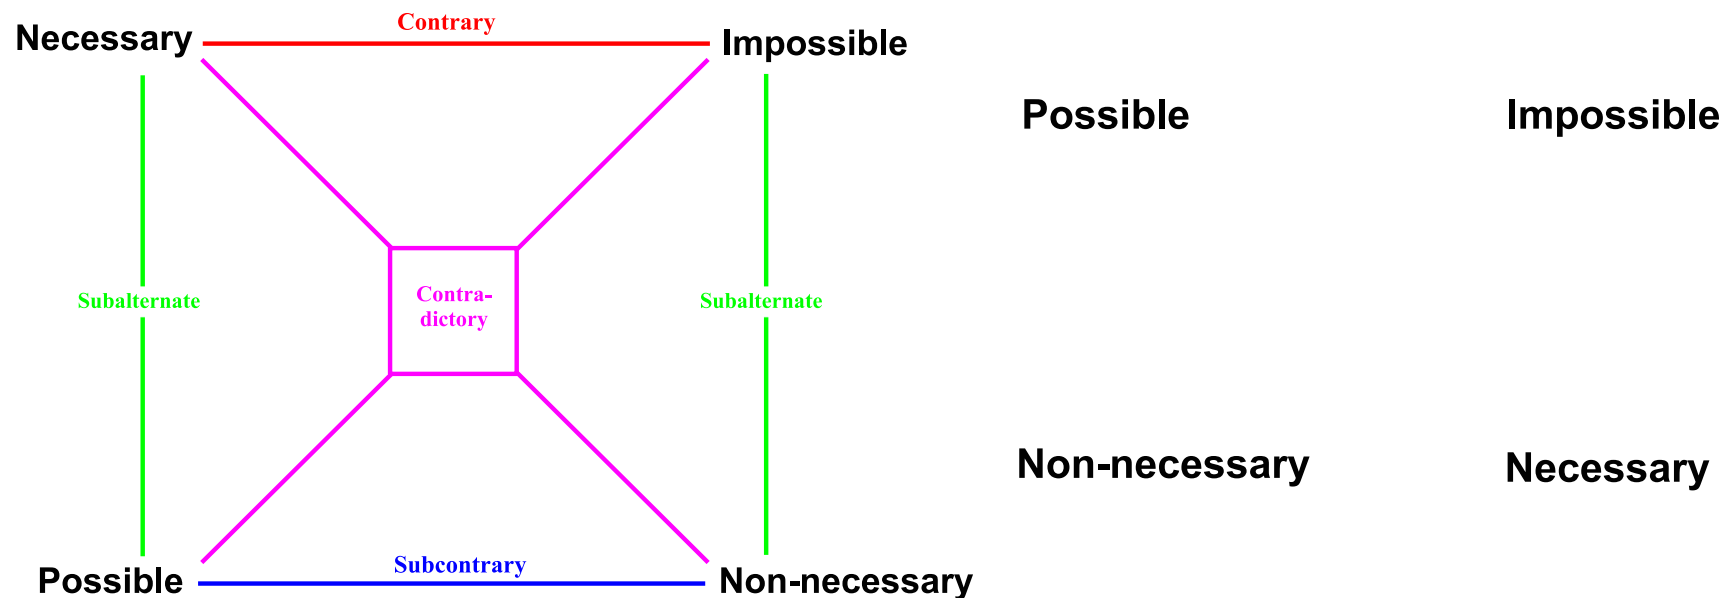 Contrary
Necessary
Impossible
Subalternate
Contra-
dictory
Subalternate
Subcontrary
Possible
Non-necessary
Possible
Impossible
Non-necessary
Necessary